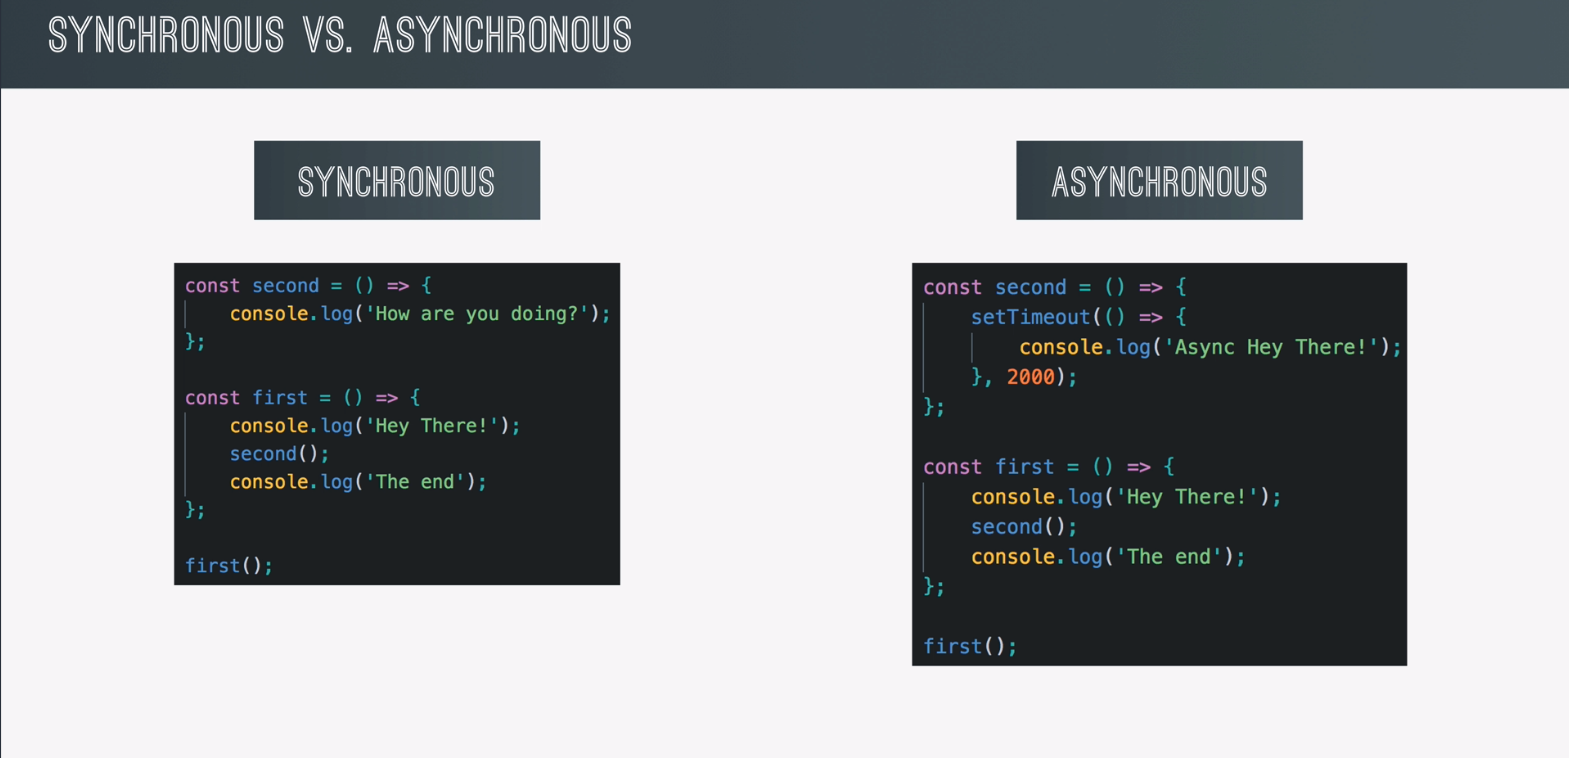 SYNCHRONOUS VS. ASYNCHRONOUS
SYNCHRONOUS
const second = () => {
    console.log('How are you doing?');
};

const first = () => {
    console.log('Hey There!');
    second();
    console.log('The end');
};

first();
ASYNCHRONOUS
const second = () => {
    setTimeout(() => {
        console.log('Async Hey There!');
    }, 2000);
};

const first = () => {
    console.log('Hey There!');
    second();
    console.log('The end');
};

first();